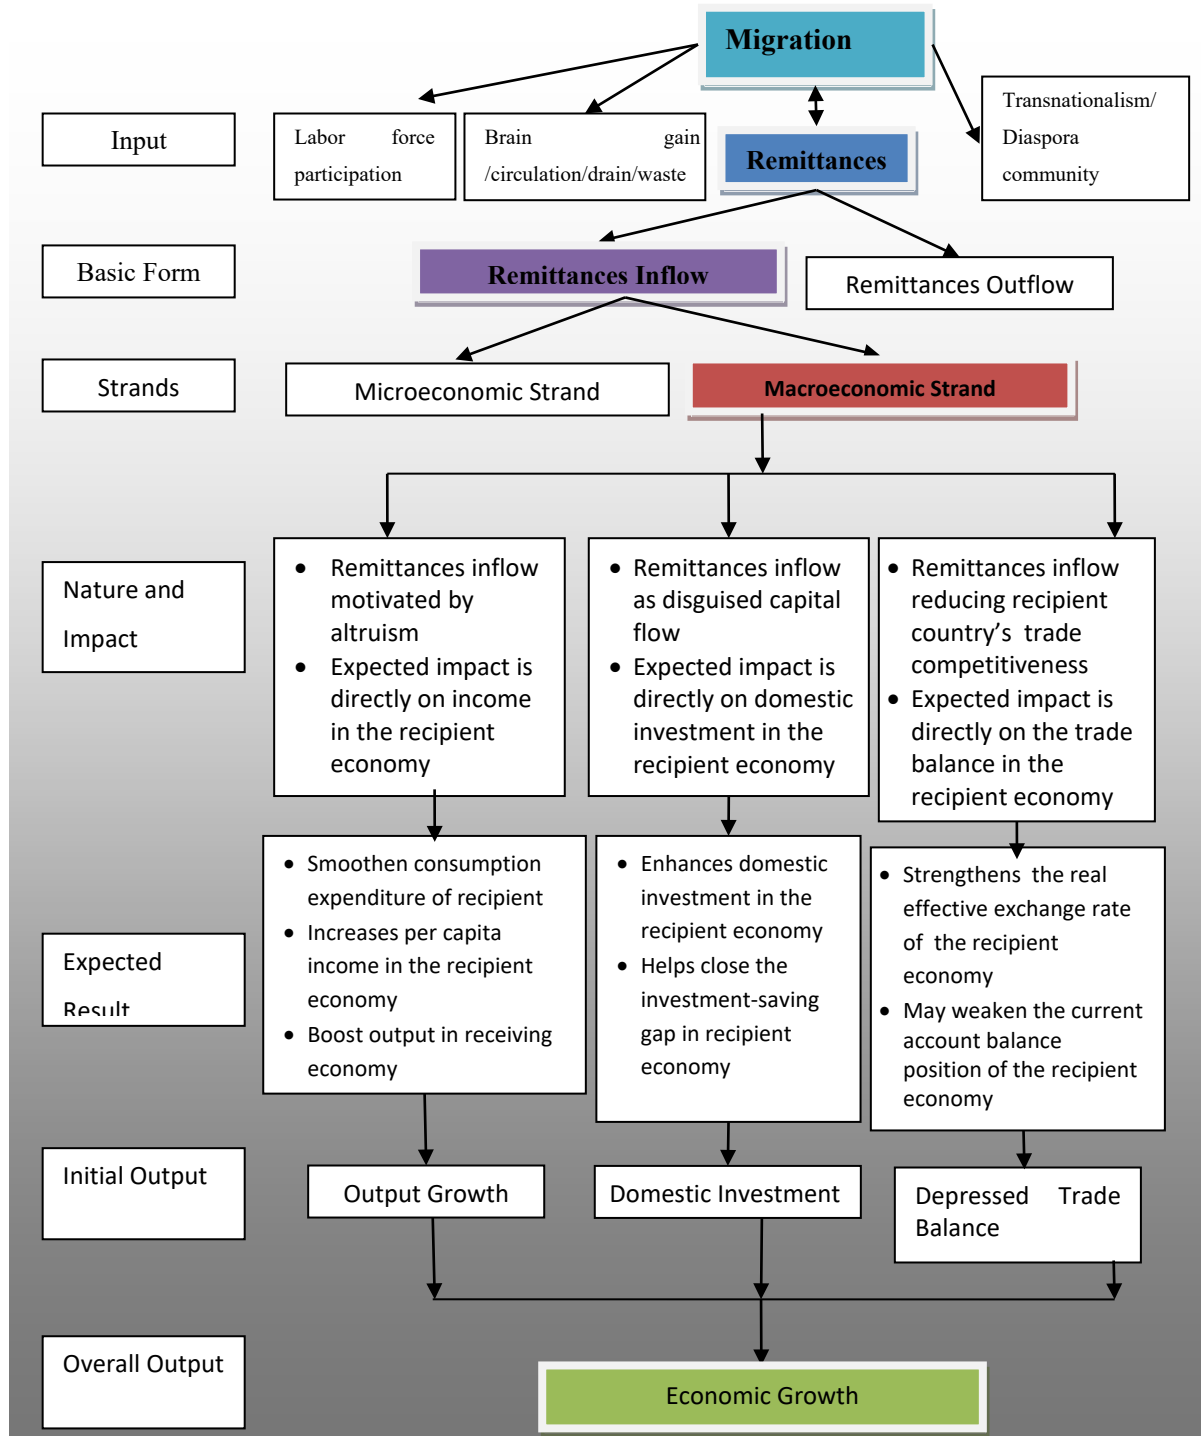 Migration
Input
Labor force
participation
Brain gain
/circulation/drain/waste
Remittances
Transnationalism/
Diaspora
community
Basic Form
Remittances Inflow
Remittances Outflow
Strands
Microeconomic Strand
Macroeconomic Strand
Nature and
Impact
• Remittances inflow
motivated by
altruism
• Expected impact is
directly on income
in the recipient
economy
• Remittances inflow
as disguised capital
flow
• Expected impact is
directly on domestic
investment in the
recipient economy
• Remittances inflow
reducing recipient
country’s trade
competitiveness
• Expected impact is
directly on the trade
balance in the
recipient economy
Expected
Result
• Smoothen consumption
expenditure of recipient
• Increases per capita
income in the recipient
economy
• Boost output in receiving
economy
• Enhances domestic
investment in the
recipient economy
• Helps close the
investment-saving
gap in recipient
economy
• Strengthens the real
effective exchange rate
of the recipient
economy
• May weaken the current
account balance
position of the recipient
economy
Initial Output
Output Growth
Domestic Investment
Depressed Trade
Balance
Overall Output
Economic Growth